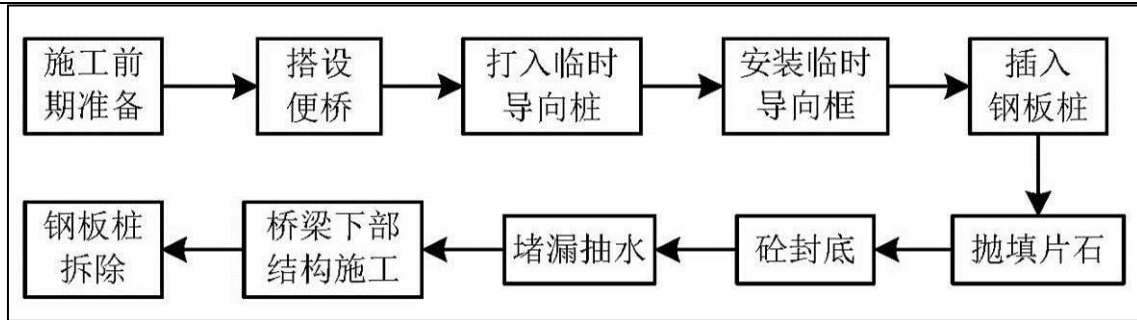 施工前
期准备
搭设
便桥
打入临时
导向桩
安装临时
导向框
插入
钢板桩
抛填片石
砼封底
堵漏抽水
桥梁下部
结构施工
钢板桩
拆除